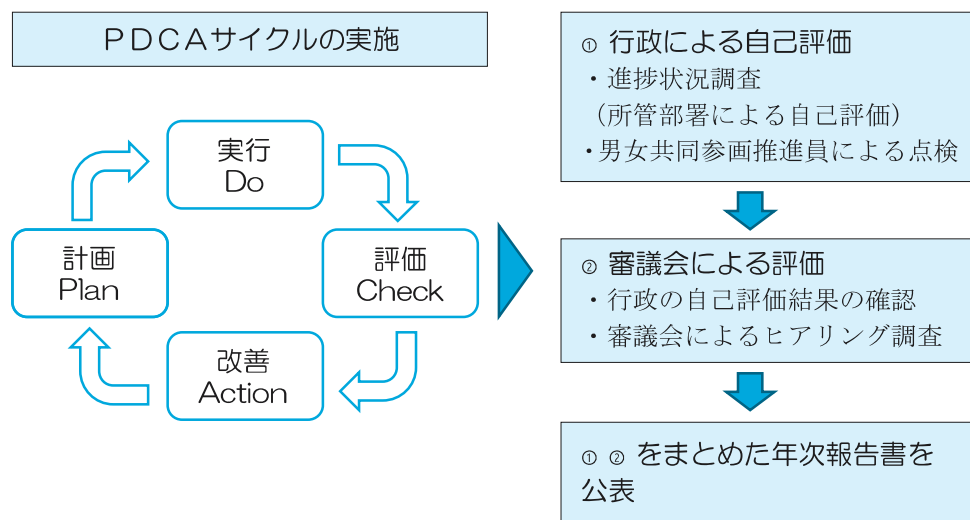 PDCAサイクルの実施
実行
Do
計画
Plan
評価
Check
改善
Action
① 行政による自己評価
・進捗状況調査
（所管部署による自己評価）
・男女共同参画推進員による点検
② 審議会による評価
・行政の自己評価結果の確認
・審議会によるヒアリング調査
① ② をまとめた年次報告書を
公表